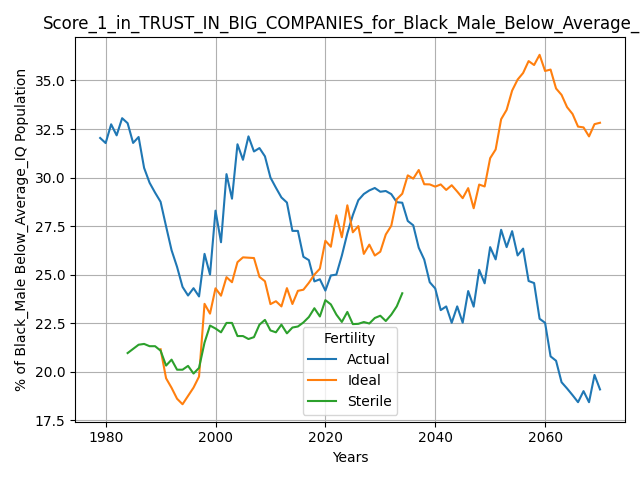 Score_1_in_TRUST_IN_BIG_COMPANIES_for_Black_Male_Below_Average_
% of Black_Male Below_Average_IQ Population
35.0
32.5
30.0
27.5
25.0
22.5
20.0
17.5
Fertility
Actual
Ideal
Sterile
1980
2000
2020
2040
2060
Years